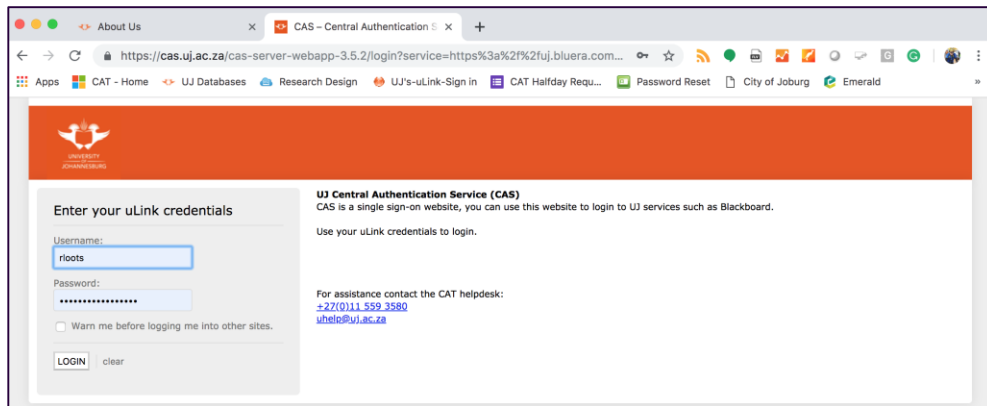 About Us
CAS – Central Authentication S
https://cas.uj.ac.za/cas-server-webapp-3.5.2/login?service=https%3a%2f%2fuj.bluera.com...
Apps CAT - Home UJ Databases Research Design UJ's-uLink-Sign in CAT Halfday Requ... Password Reset City of Joburg Emerald »
UNIVERSITY
OF
JOHANNESBURG
Enter your uLink credentials
Username:
rloots
Password:
•••••••••••••••••
Warn me before logging me into other sites.
LOGIN clear
UJ Central Authentication Service (CAS)
CAS is a single sign-on website, you can use this website to login to UJ services such as Blackboard.
Use your uLink credentials to login.
For assistance contact the CAT helpdesk:
+27(0)11 559 3580
uhelp@uj.ac.za